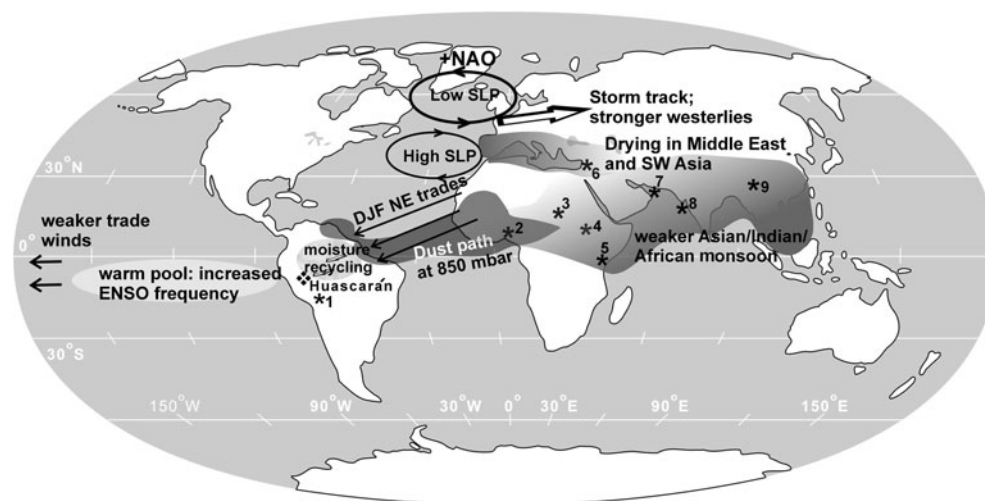 +NAO
Low SLP
Storm track;
stronger westerlies
High SLP
Drying in Middle East
and SW Asia
30°N
*6
*7
*8
*9
DJF NE trades
*3
*2
*4
weaker trade
winds
0°
moisture
recycling
Dust path
at 850 mbar
*5
weaker Asian/Indian/
African monsoon
warm pool: increased
ENSO frequency
Huascarán
*1
30°S
150°W
90°W
30°W
0°
30°E
90°E
150°E